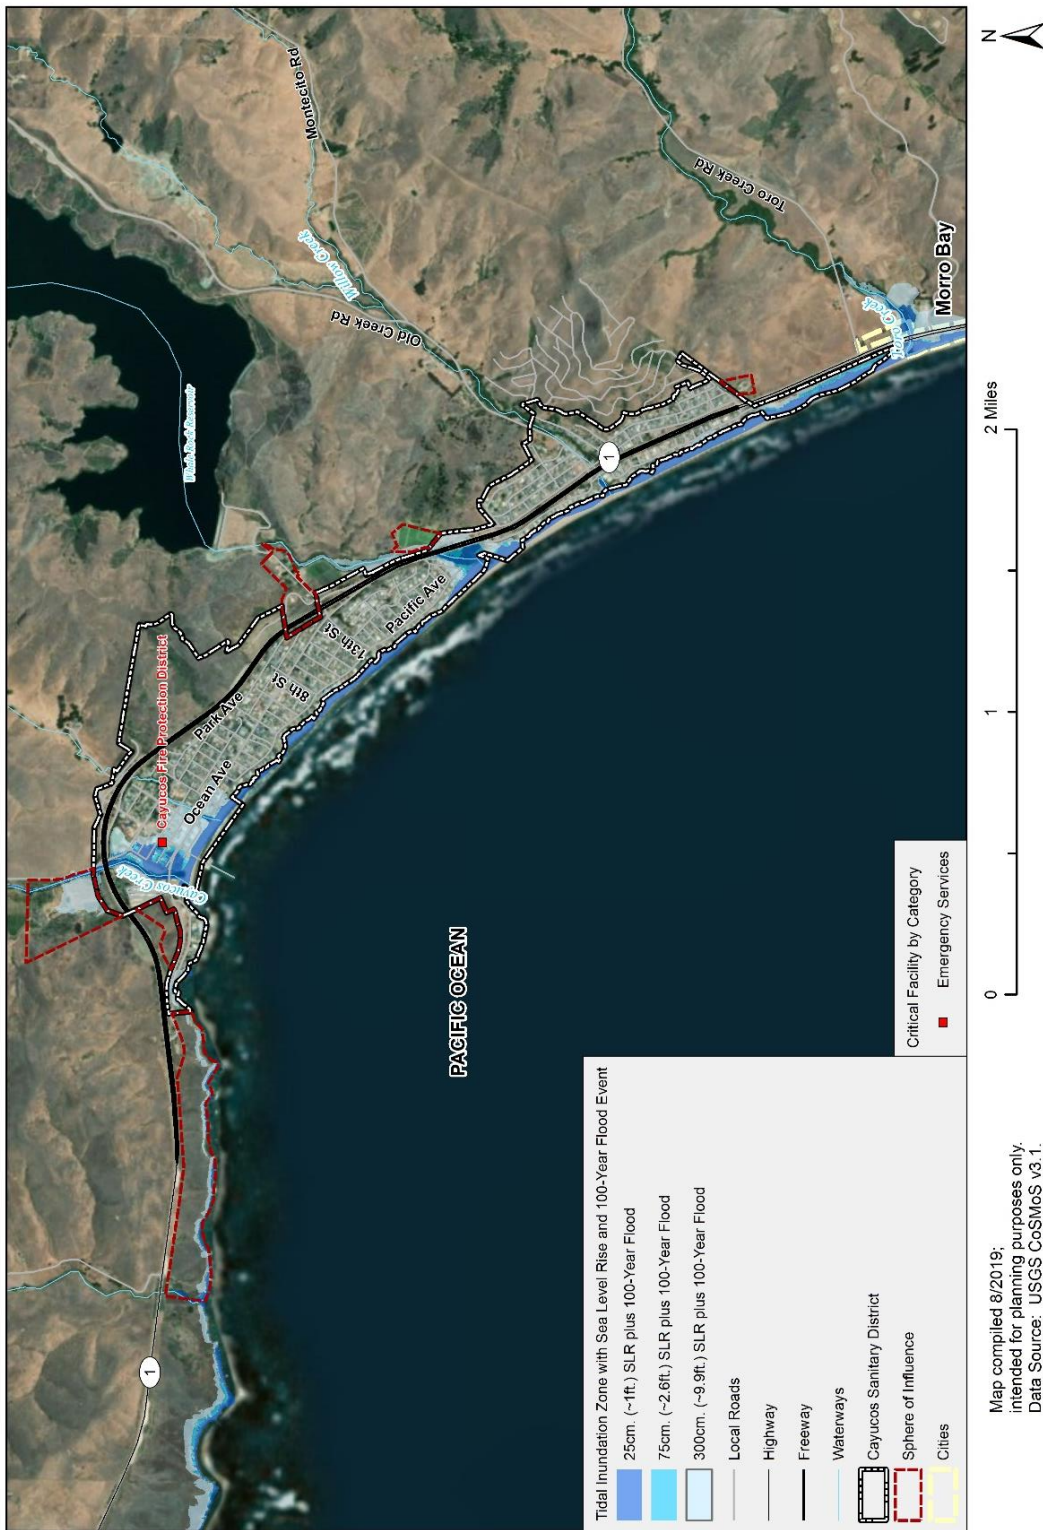 Montecito Rd
Toro Creek Rd
Morro Bay
Willow Creek
Old Creek Rd
Toro Creek
Whale Rock Reservoir
1
Cayucos Fire Protection District
Pacific Ave
13th St
8th St
Park Ave
Ocean Ave
Cayucos Creek
1
PACIFIC OCEAN
Tidal Inundation Zone with Sea Level Rise and 100-Year Flood Event
25cm. (~1ft.) SLR plus 100-Year Flood
75cm. (~2.6ft.) SLR plus 100-Year Flood
300cm. (~9.9ft.) SLR plus 100-Year Flood
Local Roads
Highway
Freeway
Waterways
Cayucos Sanitary District
Sphere of Influence
Cities
Critical Facility by Category
Emergency Services
Map compiled 8/2019;
intended for planning purposes only.
Data Source: USGS CoSMoS v3.1.
0 1 2 Miles
N